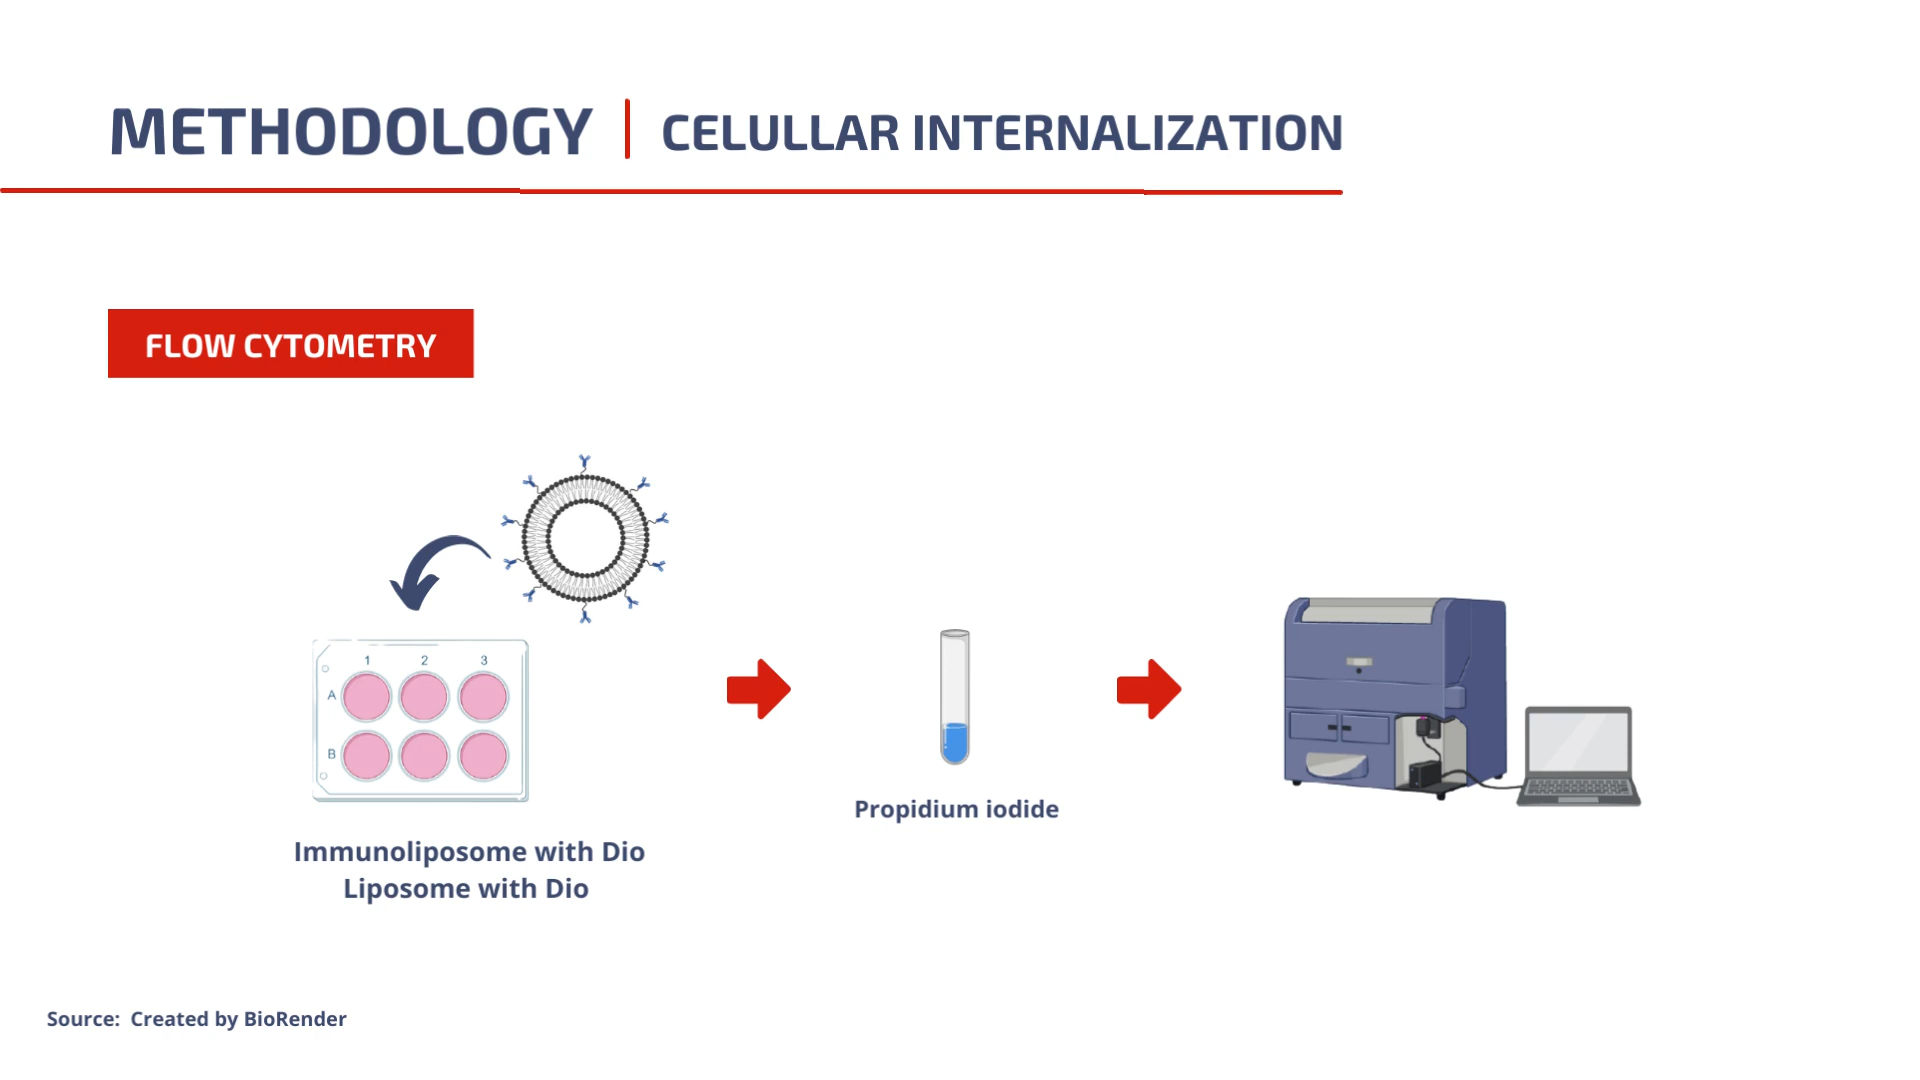 METHODOLOGY | CELULLAR INTERNALIZATION
FLOW CYTOMETRY
1 2 3
A
B
Propidium iodide
Immunoliposome with Dio
Liposome with Dio
Source: Created by BioRender